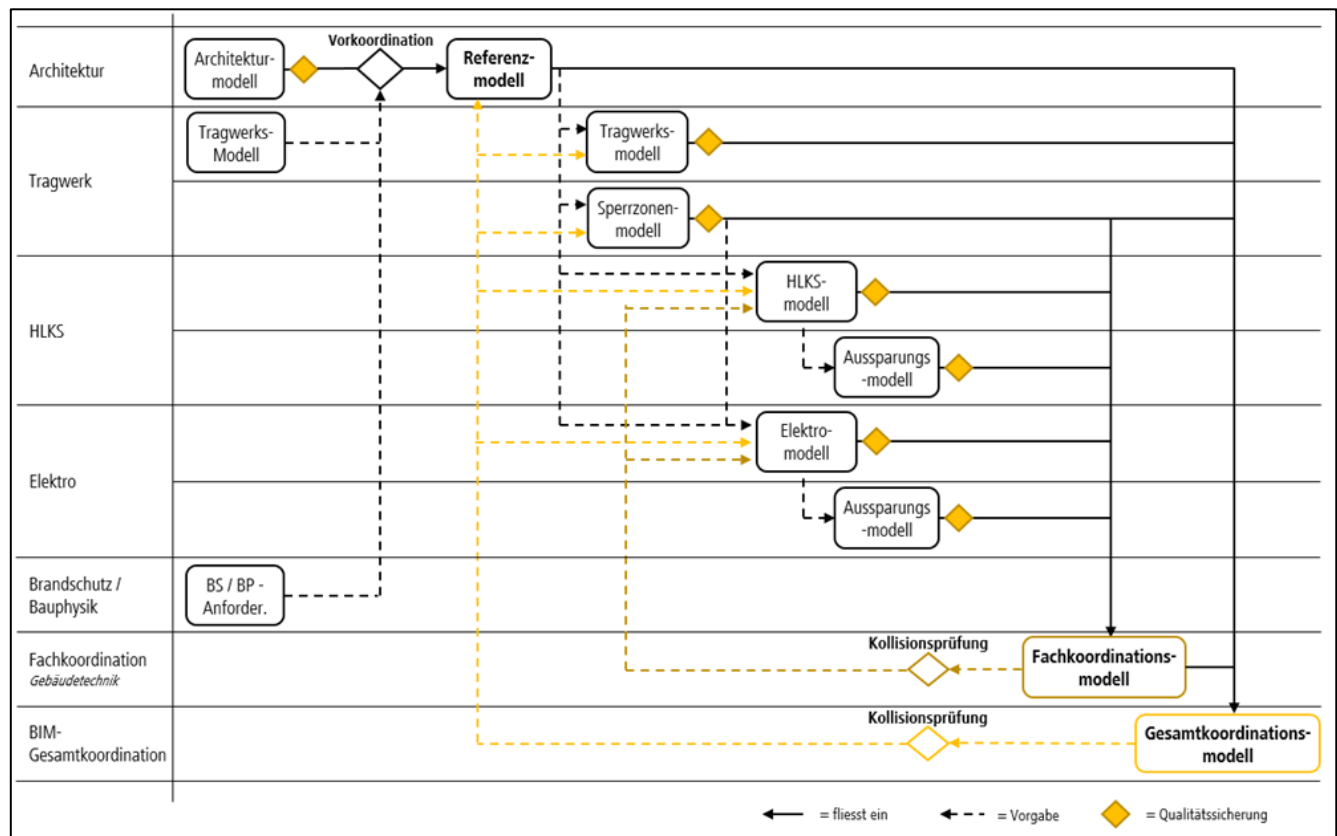 Vorkoordination
Architektur
Architektur-
modell
Referenz-
modell
Tragwerk
Tragwerks-
Modell
Tragwerks-
modell
Sperrzonen-
modell
HLKS
HLKS-
modell
Aussparungs
-modell
Elektro
Elektro-
modell
Aussparungs
-modell
Brandschutz /
Bauphysik
BS / BP -
Anforder.
Fachkoordination
Gebäudetechnik
Kollisionsprüfung
Fachkoordinations-
modell
BIM-
Gesamtkoordination
Kollisionsprüfung
Gesamtkoordinations-
modell
= fliesst ein
= Vorgabe
= Qualitätssicherung